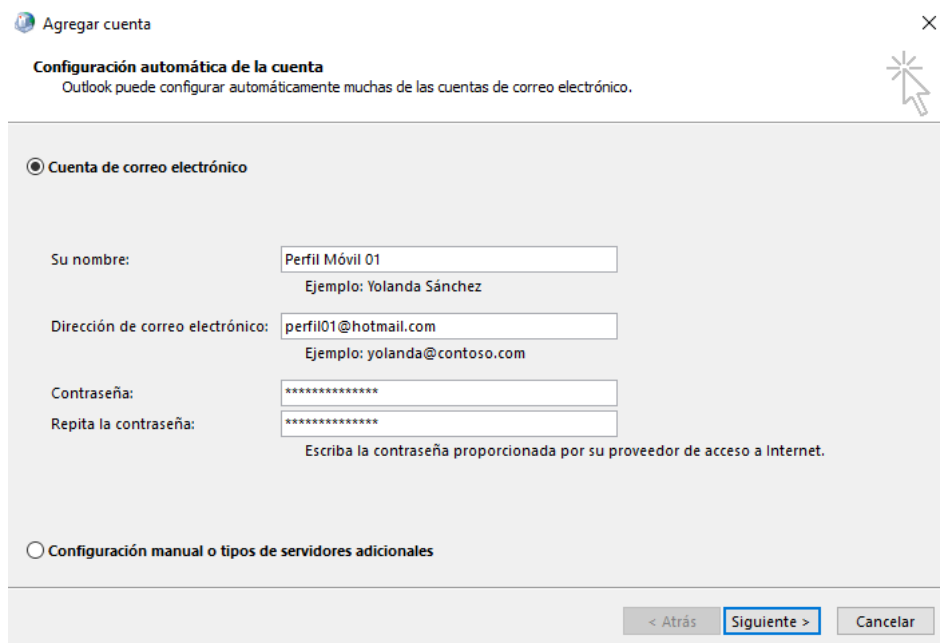 Agregar cuenta
Configuración automática de la cuenta
Outlook puede configurar automáticamente muchas de las cuentas de correo electrónico.
Cuenta de correo electrónico
Su nombre: Perfil Móvil 01
Ejemplo: Yolanda Sánchez
Dirección de correo electrónico: perfil01@hotmail.com
Ejemplo: yolanda@contoso.com
Contraseña: **************
Repita la contraseña: **************
Escriba la contraseña proporcionada por su proveedor de acceso a Internet.
Configuración manual o tipos de servidores adicionales
< Atrás Siguiente > Cancelar